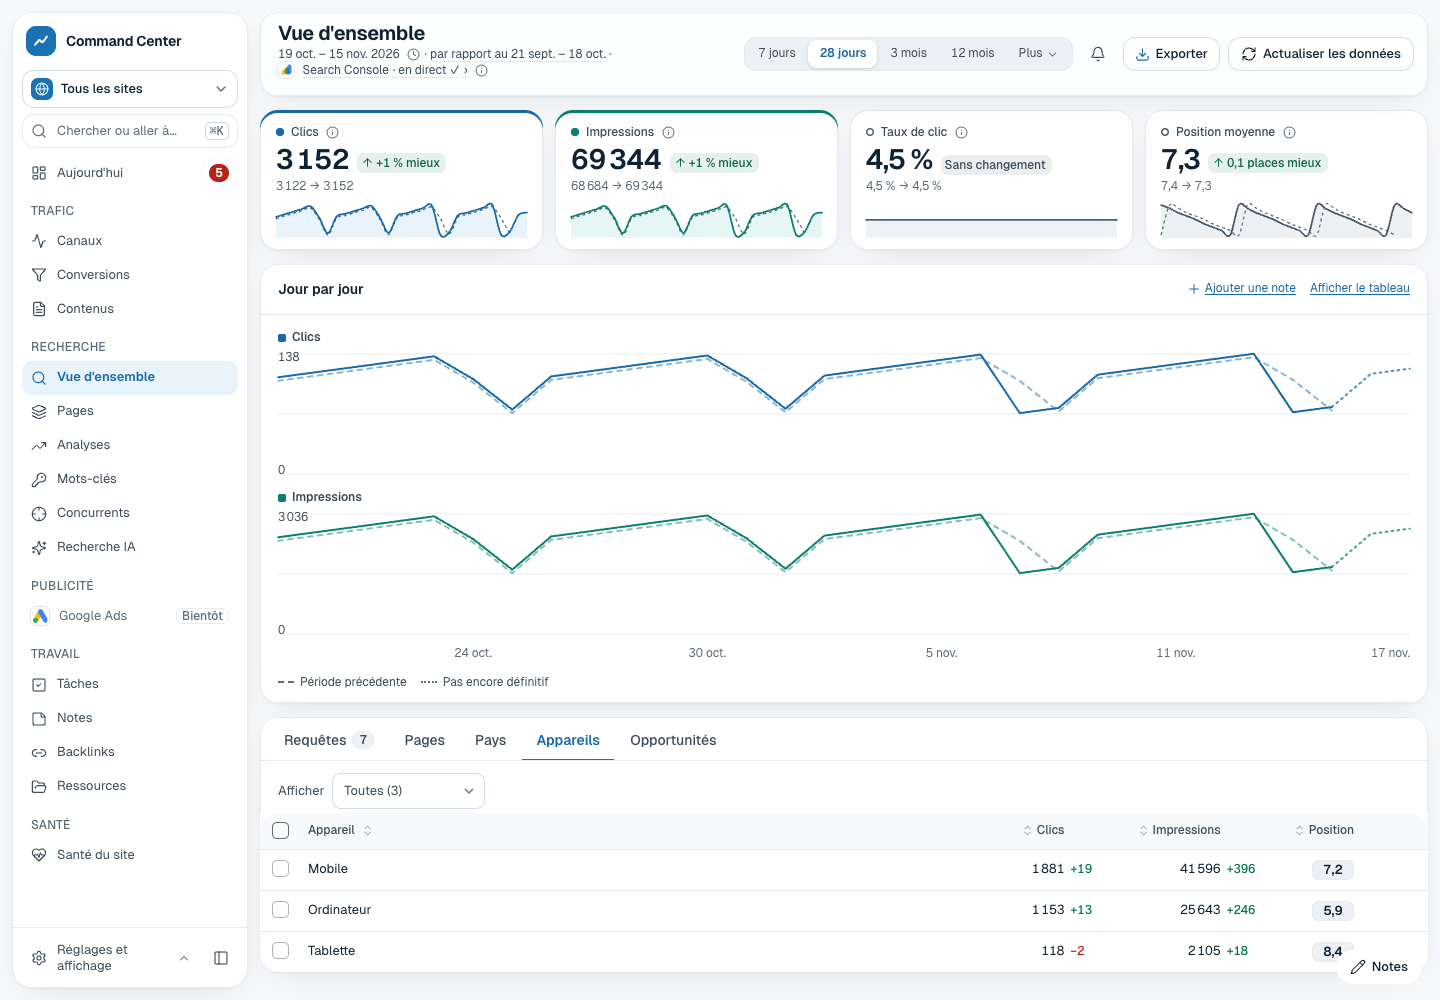 Command Center
Tous les sites
Chercher ou aller à…
⌘K
Aujourd'hui
5
TRAFIC
Canaux
Conversions
Contenus
RECHERCHE
Vue d'ensemble
Pages
Analyses
Mots-clés
Concurrents
Recherche IA
PUBLICITÉ
Google Ads
Bientôt
TRAVAIL
Tâches
Notes
Backlinks
Ressources
SANTÉ
Santé du site
Réglages et
affichage
Vue d'ensemble
19 oct. – 15 nov. 2026 · par rapport au 21 sept. – 18 oct. ·
Search Console · en direct ✓ ›
7 jours
28 jours
3 mois
12 mois
Plus
Exporter
Actualiser les données
Clics
3 152
↑ +1 % mieux
3 122 → 3 152
Impressions
69 344
↑ +1 % mieux
68 684 → 69 344
Taux de clic
4,5 %
Sans changement
4,5 % → 4,5 %
Position moyenne
7,3
↑ 0,1 places mieux
7,4 → 7,3
Jour par jour
Ajouter une note
Afficher le tableau
Clics
138
0
Impressions
3 036
0
24 oct.
30 oct.
5 nov.
11 nov.
17 nov.
Période précédente
Pas encore définitif
Requêtes 7
Pages
Pays
Appareils
Opportunités
Afficher
Toutes (3)
Appareil
Clics
Impressions
Position
Mobile
1 881 +19
41 596 +396
7,2
Ordinateur
1 153 +13
25 643 +246
5,9
Tablette
118 −2
2 105 +18
8,4
Notes